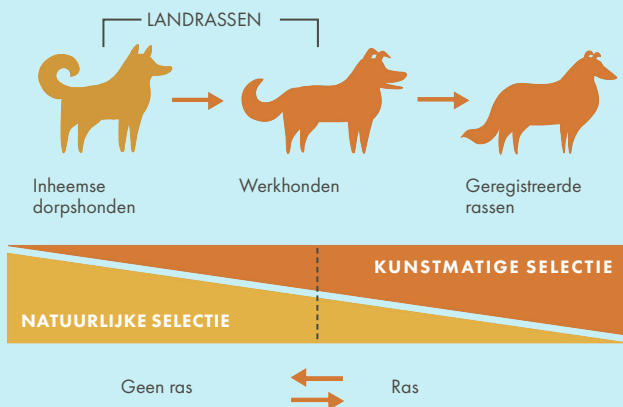 LANDRASSEN
Inheemse
dorpshonden
Werkhonden
Geregistreerde
rassen
KUNSTMATIGE SELECTIE
NATUURLIJKE SELECTIE
Geen ras
Ras